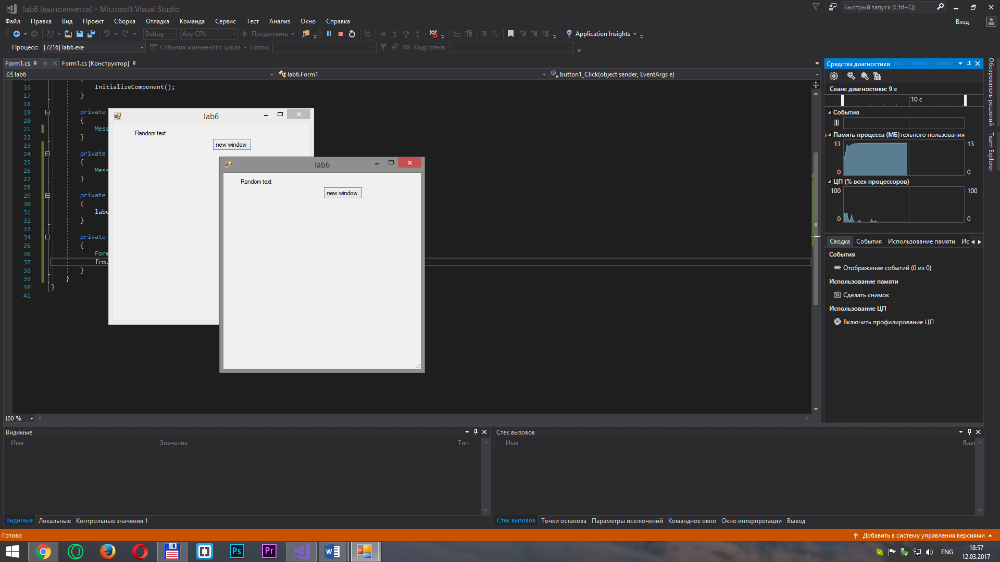 lab6 (выполняется) - Microsoft Visual Studio
Быстрый запуск (Ctrl+Q)
Файл Правка Вид Проект Сборка Отладка Команда Сервис Тест Анализ Окно Справка
Вход
Debug Any CPU Продолжить Application Insights
Процесс: [7216] lab6.exe События жизненного цикла Поток: Кадр стека:
Form1.cs Form1.cs [Конструктор]
C# lab6 lab6.Form1 button1_Click(object sender, EventArgs e)
15 {
16 InitializeComponent();
17 }
18
19 private
20 {
21 Mess
22 }
23
24 private
25 {
26 Mess
27 }
28
29 private
30 {
31 labe
32 }
33
34 private
35 {
36 Form
37 frm.
38 }
39 }
40 }
41
lab6
Random text
new window
lab6
Random text
new window
100 %
Средства диагностики
Сеанс диагностики: 9 с
10 с
События
Память процесса (МБ)тельного пользования
13 13
0 0
ЦП (% всех процессоров)
100 100
0 0
Сводка События Использование памяти Ис
События
Отображение событий (0 из 0)
Использование памяти
Сделать снимок
Использование ЦП
Включить профилирование ЦП
Обозреватель решений
Team Explorer
Видимые
Имя Значение Тип
Видимые Локальные Контрольные значения 1
Стек вызовов
Имя Язык
Стек вызовов Точки останова Параметры исключений Командное окно Окно интерпретации Вывод
Готово
Добавить в систему управления версиями
Ps Pr
ENG
18:57
12.03.2017